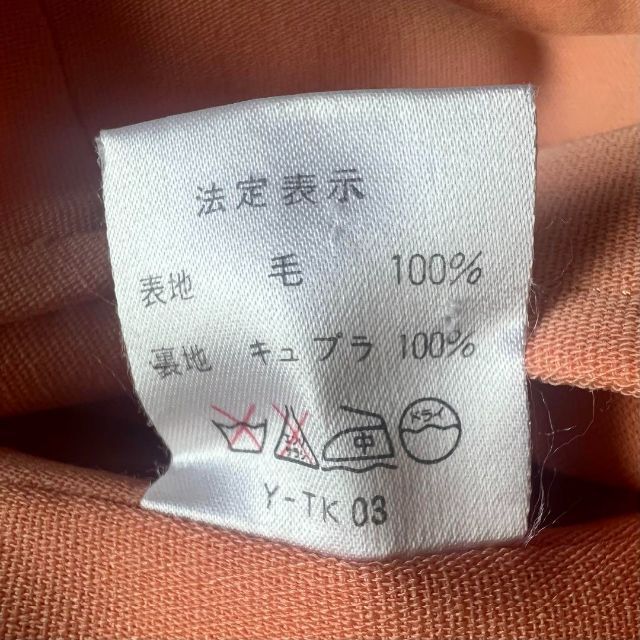 法定表示
表地 毛 100%
裏地 キュプラ 100%
中 ドライ
Y-TK 03